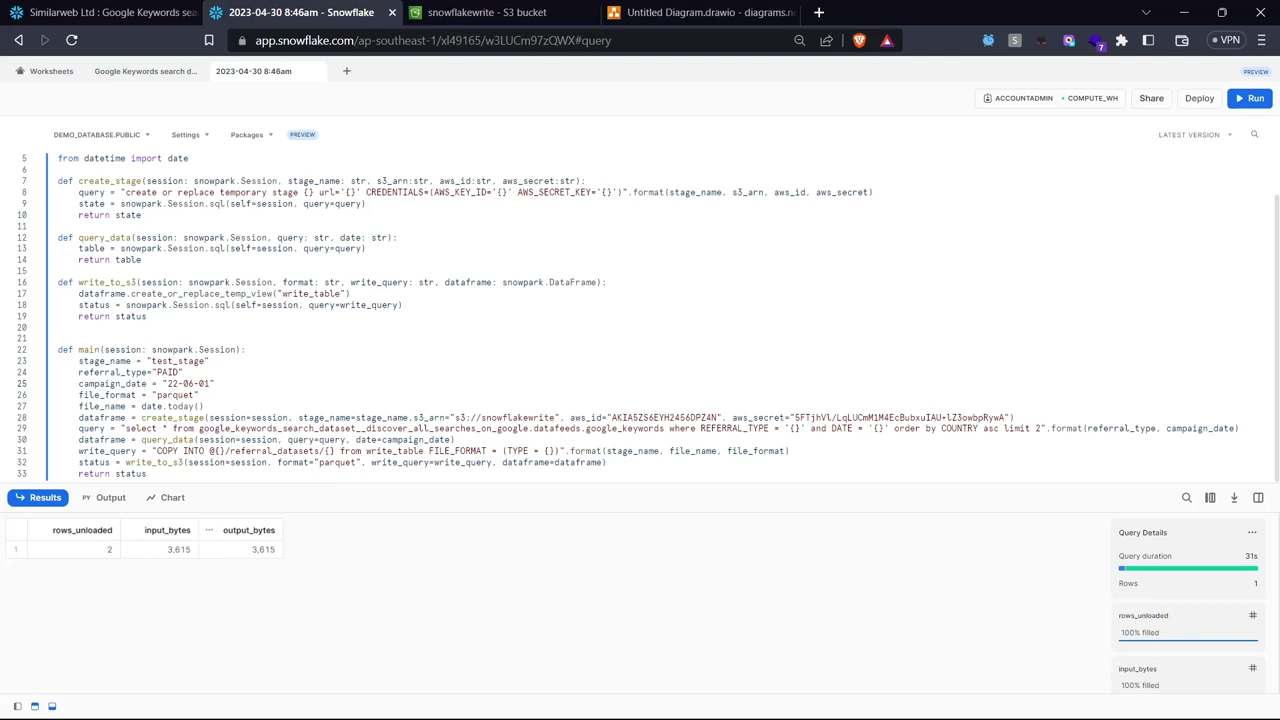 Similarweb Ltd : Google Keywords sea
2023-04-30 8:46am - Snowflake
snowflakewrite - S3 bucket
Untitled Diagram.drawio - diagrams.ne
app.snowflake.com/ap-southeast-1/xl49165/w3LUCm97zQWX#query
7
VPN
Worksheets
Google Keywords search d...
2023-04-30 8:46am
PREVIEW
ACCOUNTADMIN • COMPUTE_WH
Share
Deploy
Run
DEMO_DATABASE.PUBLIC
Settings
Packages
PREVIEW
LATEST VERSION
5 from datetime import date
6
7 def create_stage(session: snowpark.Session, stage_name: str, s3_arn:str, aws_id:str, aws_secret:str):
8 query = "create or replace temporary stage {} url='{}' CREDENTIALS=(AWS_KEY_ID='{}' AWS_SECRET_KEY='{}')".format(stage_name, s3_arn, aws_id, aws_secret)
9 state = snowpark.Session.sql(self=session, query=query)
10 return state
11
12 def query_data(session: snowpark.Session, query: str, date: str):
13 table = snowpark.Session.sql(self=session, query=query)
14 return table
15
16 def write_to_s3(session: snowpark.Session, format: str, write_query: str, dataframe: snowpark.DataFrame):
17 dataframe.create_or_replace_temp_view("write_table")
18 status = snowpark.Session.sql(self=session, query=write_query)
19 return status
20
21
22 def main(session: snowpark.Session):
23 stage_name = "test_stage"
24 referral_type="PAID"
25 campaign_date = "22-06-01"
26 file_format = "parquet"
27 file_name = date.today()
28 dataframe = create_stage(session=session, stage_name=stage_name,s3_arn="s3://snowflakewrite", aws_id= aws_secret=
29 query = "select * from google_keywords_search_dataset__discover_all_searches_on_google.datafeeds.google_keywords where REFERRAL_TYPE = '{}' and DATE = '{}' order by COUNTRY asc limit 2".format(referral_type, campaign_date)
30 dataframe = query_data(session=session, query=query, date=campaign_date)
31 write_query = "COPY INTO @{}/referral_datasets/{} from write_table FILE_FORMAT = (TYPE = {})".format(stage_name, file_name, file_format)
32 status = write_to_s3(session=session, format="parquet", write_query=write_query, dataframe=dataframe)
33 return status
Results
PY Output
Chart
rows_unloaded input_bytes ... output_bytes
1 2 3,615 3,615
Query Details
...
Query duration 31s
Rows 1
rows_unloaded
100% filled
input_bytes
100% filled